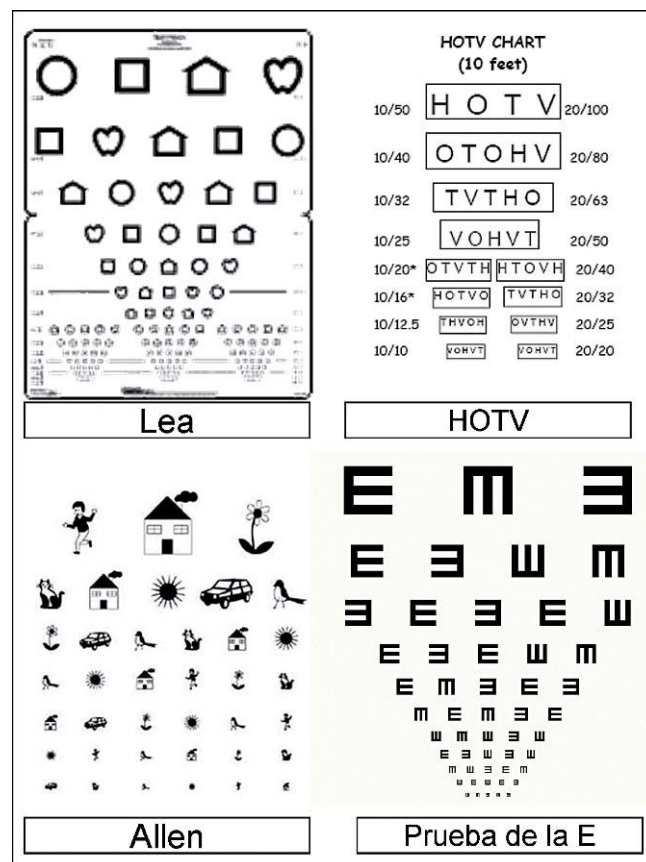 HOTV CHART
(10 feet)
10/50 H O T V 20/100
10/40 O T O H V 20/80
10/32 T V T H O 20/63
10/25 V O H V T 20/50
10/20* O T V T H H T O V H 20/40
10/16* H O T V O T V T H O 20/32
10/12.5 T H V O H O V T H V 20/25
10/10 V O H V T V O H V T 20/20
Lea
HOTV
Allen
Prueba de la E